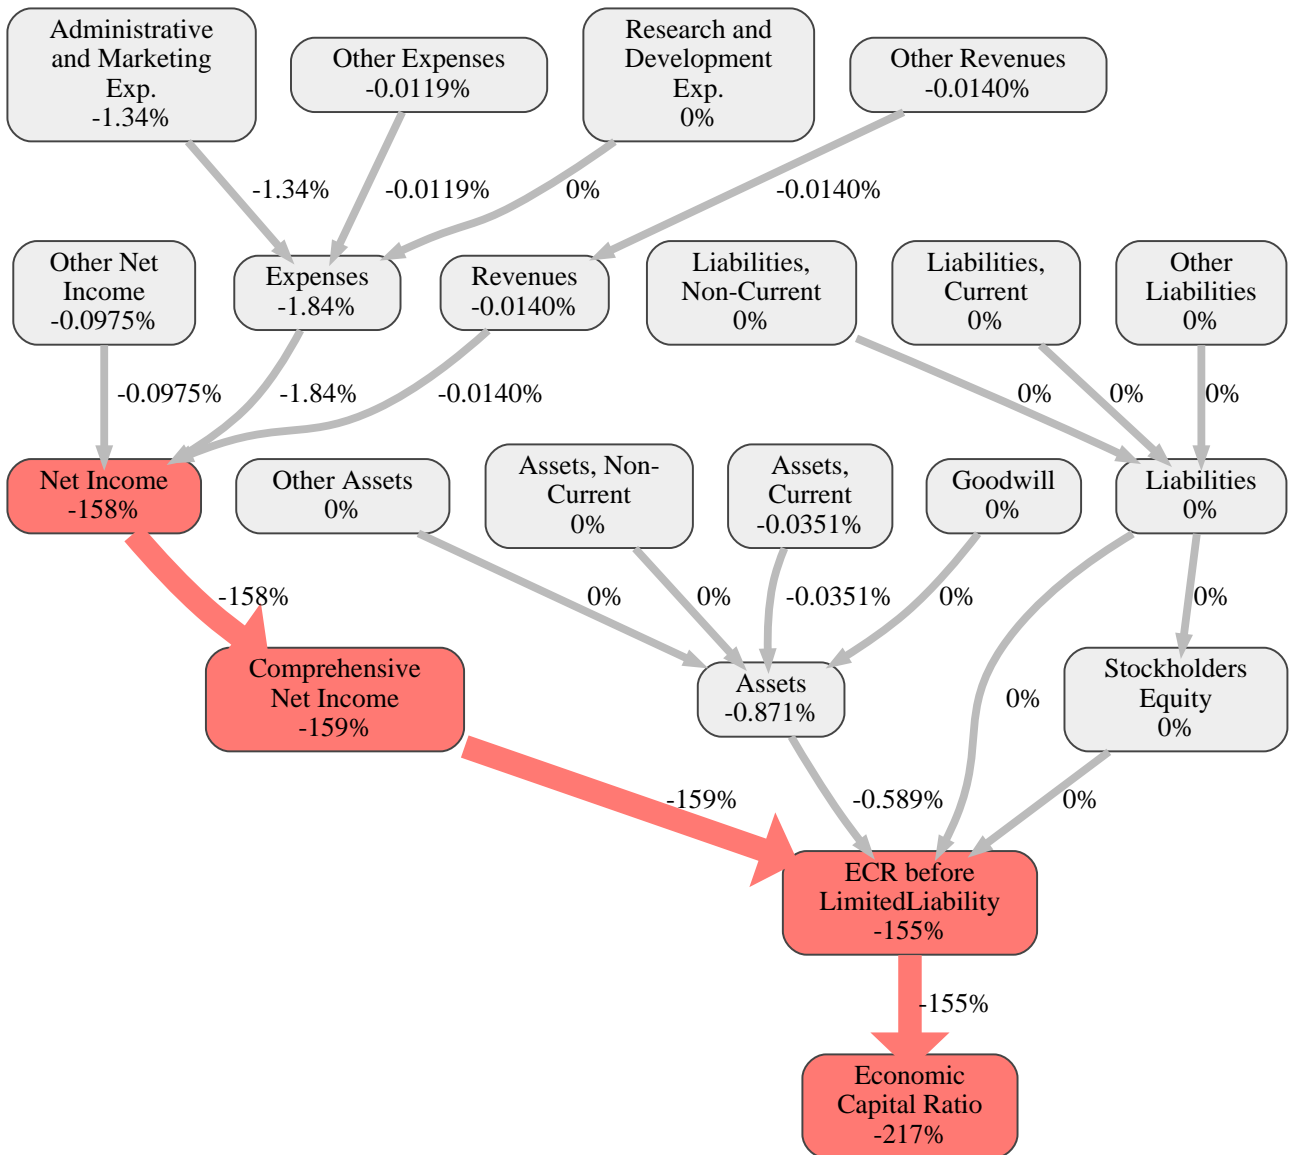 Administrative
and Marketing
Exp.
-1.34%
Other Expenses
-0.0119%
Research and
Development
Exp.
0%
Other Revenues
-0.0140%
-1.34%
-0.0119%
0%
-0.0140%
Other Net
Income
-0.0975%
Expenses
-1.84%
Revenues
-0.0140%
Liabilities,
Non-Current
0%
Liabilities,
Current
0%
Other
Liabilities
0%
-0.0975%
-1.84%
-0.0140%
0%
0%
0%
Net Income
-158%
Other Assets
0%
Assets, Non-
Current
0%
Assets,
Current
-0.0351%
Goodwill
0%
Liabilities
0%
-158%
0%
0%
-0.0351%
0%
0%
Comprehensive
Net Income
-159%
Assets
-0.871%
0%
Stockholders
Equity
0%
-159%
-0.589%
0%
ECR before
LimitedLiability
-155%
-155%
Economic
Capital Ratio
-217%